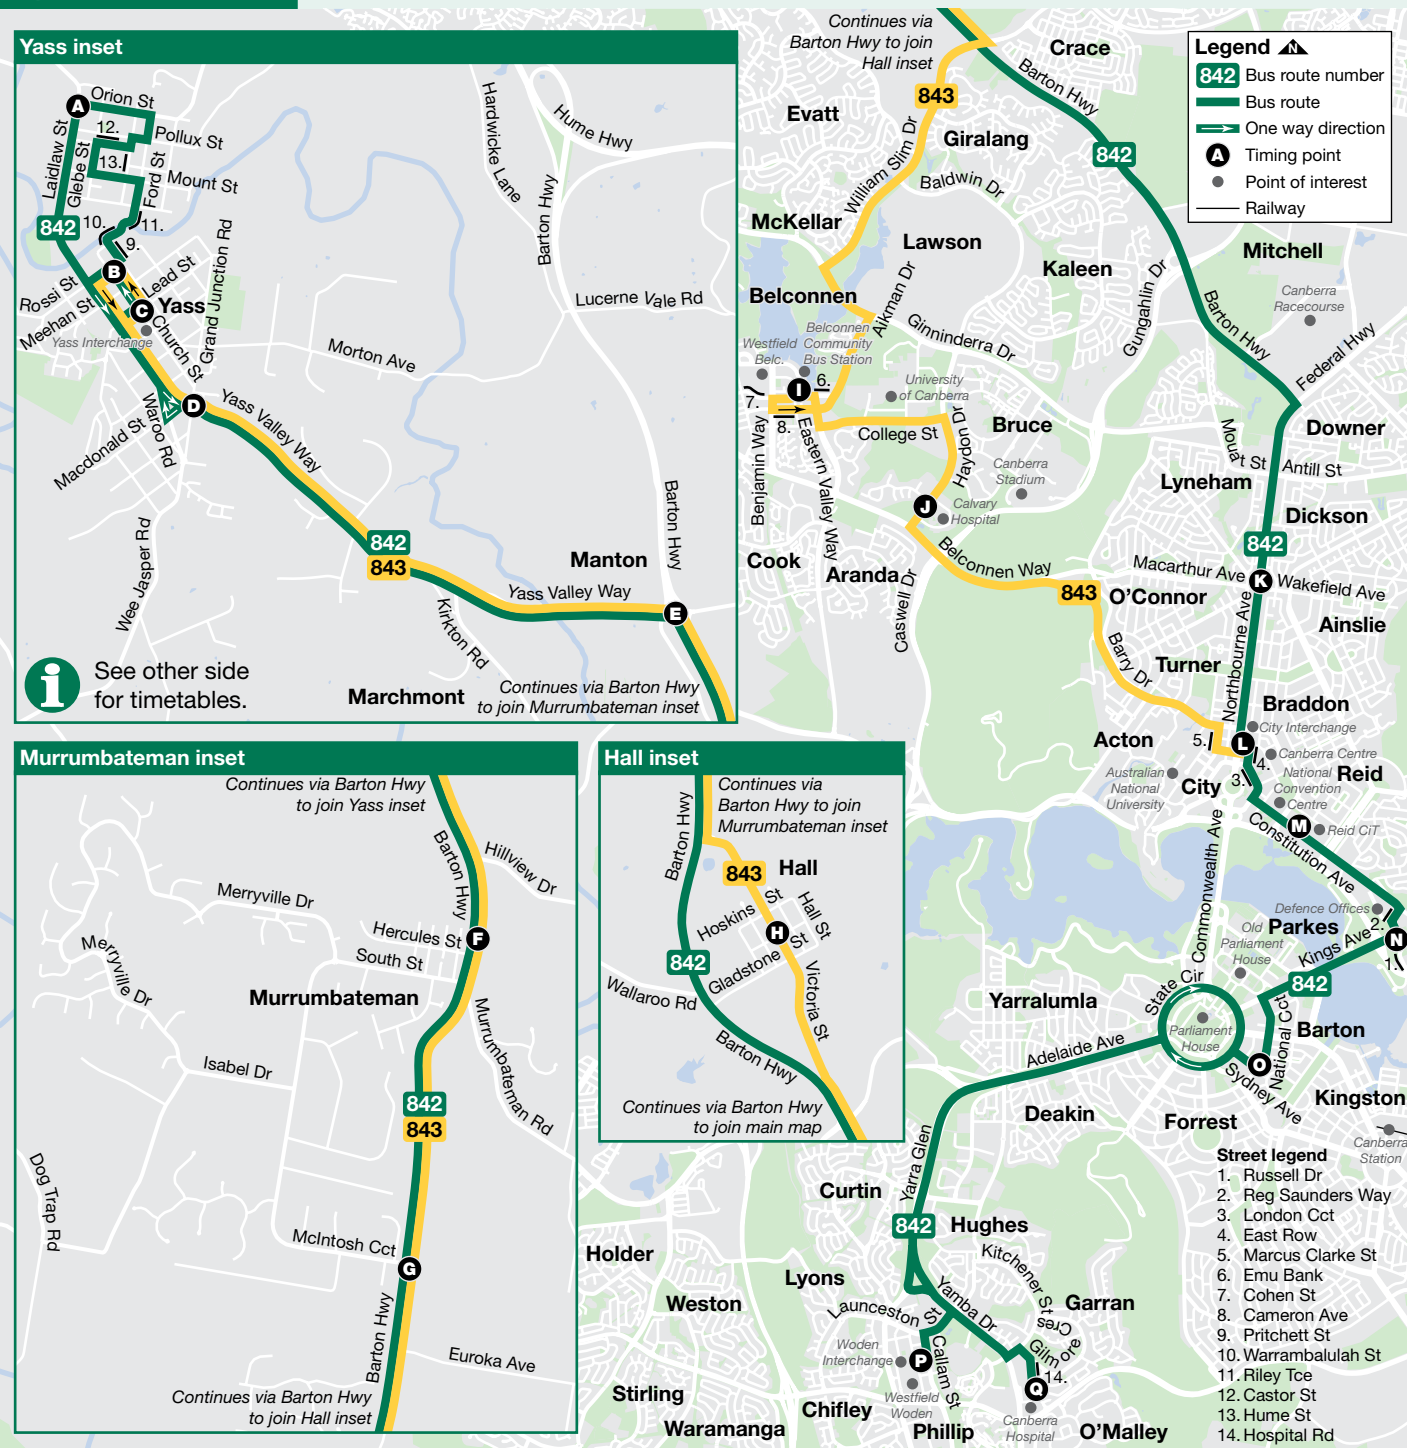 Yass inset
A
Orion St
12.
Pollux St
13.
Laidlaw St
Glebe St
Ford St
Mount St
842
10.
11.
9.
B
Lead St
Grand Junction Rd
Rossi St
Meehan St
C
Yass
Yass Interchange
Church St
D
Yass Valley Way
Macdonald St
Waroo Rd
Wee Jasper Rd
Morton Ave
Hardwicke Lane
Hume Hwy
Barton Hwy
Lucerne Vale Rd
Barton Hwy
842
843
Manton
Yass Valley Way
E
Kirkton Rd
Marchmont
Continues via Barton Hwy
to join Murrumbateman inset
i
See other side
for timetables.
Murrumbateman inset
Continues via Barton Hwy
to join Yass inset
Barton Hwy
Hillview Dr
Merryville Dr
Hercules St
F
South St
Merryville Dr
Murrumbateman
Murrumbateman Rd
Isabel Dr
842
843
Dog Trap Rd
McIntosh Cct
G
Barton Hwy
Euroka Ave
Continues via Barton Hwy
to join Hall inset
Hall inset
Continues via
Barton Hwy to join
Murrumbateman inset
Barton Hwy
843
Hall
Hoskins St
Hall St
H
842
Gladstone St
Wallaroo Rd
Victoria St
Barton Hwy
Continues via Barton Hwy
to join main map
Continues via
Barton Hwy to join
Hall inset
Crace
Barton Hwy
843
Evatt
Giralang
842
William Slim Dr
Baldwin Dr
McKellar
Lawson
Kaleen
Mitchell
Belconnen
Aikman Dr
Gungahlin Dr
Canberra
Racecourse
Barton Hwy
Federal Hwy
Belconnen
Community
Bus Station
Westfield
Belc.
Ginninderra Dr
I
6.
7.
8.
University
of Canberra
Haydon Dr
College St
Bruce
Downer
Mouat St
Antill St
Benjamin Way
Eastern Valley Way
Canberra
Stadium
Lyneham
Dickson
J
Calvary
Hospital
842
Cook
Aranda
Belconnen Way
Caswell Dr
Macarthur Ave
K
Wakefield Ave
843
O'Connor
Ainslie
Barry Dr
Turner
Northbourne Ave
Braddon
City Interchange
Acton
5.
L
4.
Canberra Centre
3.
National
Convention
Centre
Reid
Australian
National
University
City
M
Reid CiT
Constitution Ave
Commonwealth Ave
Defence Offices
2.
Old
Parliament
House
Parkes
Kings Ave
N
1.
842
State Cir
Yarralumla
Parliament
House
Barton
National Cct
Adelaide Ave
O
Sydney Ave
Deakin
Forrest
Kingston
Canberra
Station
Yarra Glen
Curtin
842
Hughes
Kitchener St
Holder
Lyons
Yamba Dr
Garran
Weston
Launceston St
Gilmore Cres
Woden
Interchange
P
Callam St
14.
Q
Westfield
Woden
Canberra
Hospital
Stirling
Chifley
Waramanga
Phillip
O'Malley
Legend
N
842 Bus route number
Bus route
One way direction
A Timing point
Point of interest
Railway
Street legend
1. Russell Dr
2. Reg Saunders Way
3. London Cct
4. East Row
5. Marcus Clarke St
6. Emu Bank
7. Cohen St
8. Cameron Ave
9. Pritchett St
10. Warrambalulah St
11. Riley Tce
12. Castor St
13. Hume St
14. Hospital Rd